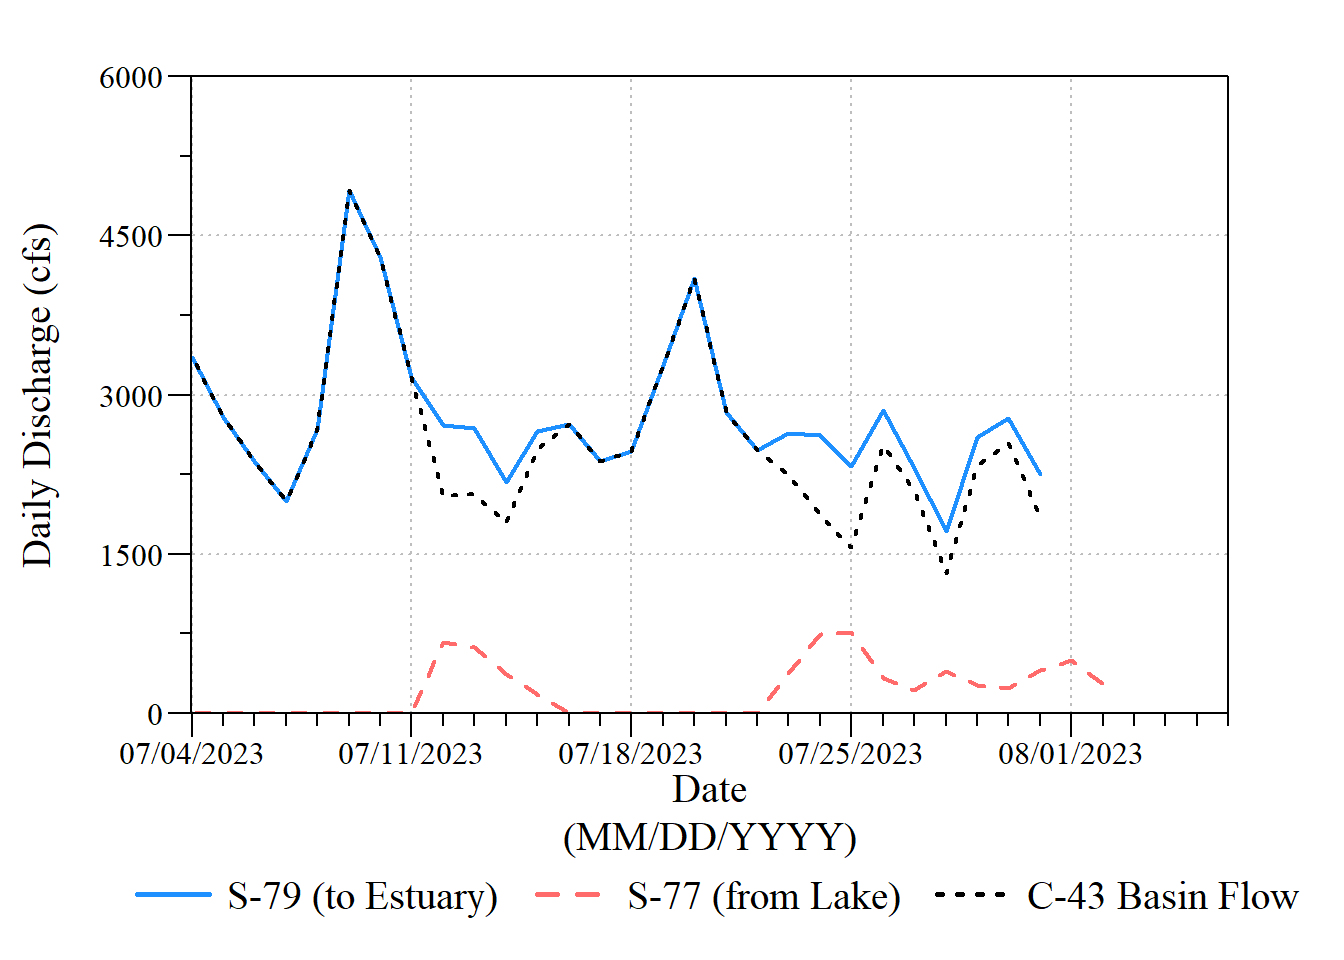 6000
4500
3000
1500
0
Daily Discharge (cfs)
07/04/2023 07/11/2023 07/18/2023 07/25/2023 08/01/2023
Date
(MM/DD/YYYY)
S-79 (to Estuary) S-77 (from Lake) C-43 Basin Flow